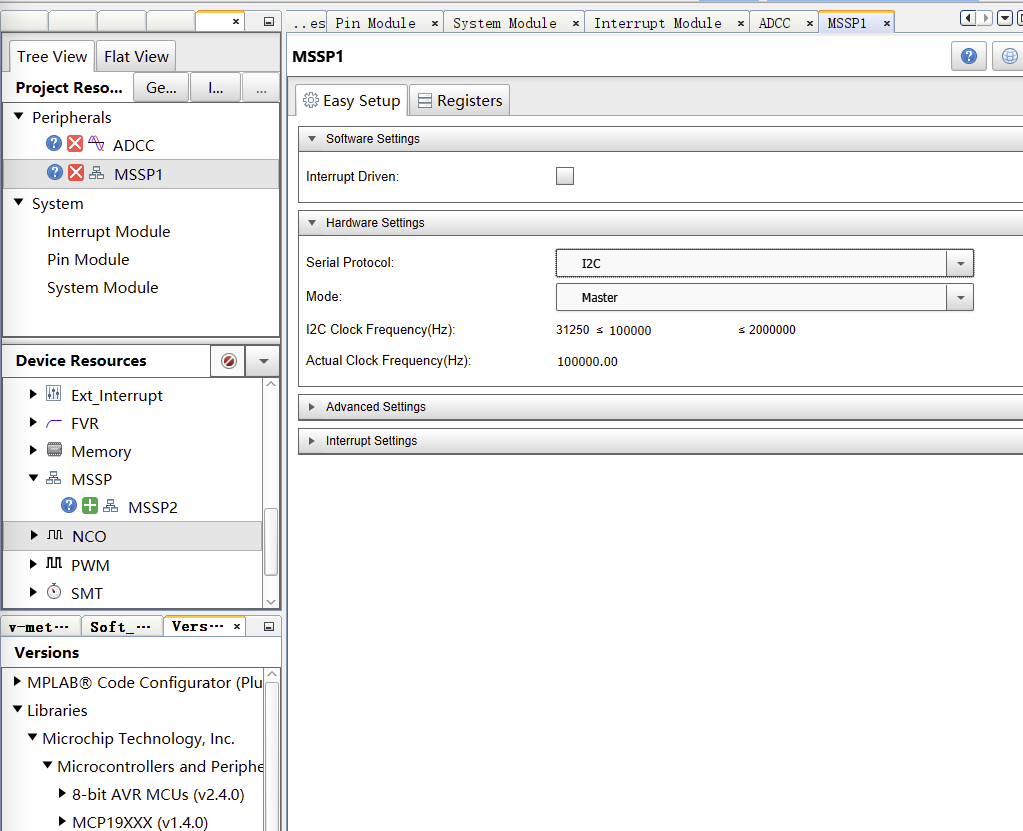 ..es Pin Module × System Module × Interrupt Module × ADCC × MSSP1 ×
Tree View Flat View
Project Reso... Ge... I... ...
Peripherals
ADCC
MSSP1
System
Interrupt Module
Pin Module
System Module
Device Resources
Ext_Interrupt
FVR
Memory
MSSP
MSSP2
NCO
PWM
SMT
v-met... Soft_... Vers... ×
Versions
MPLAB® Code Configurator (Plu
Libraries
Microchip Technology, Inc.
Microcontrollers and Periphe
8-bit AVR MCUs (v2.4.0)
MCP19XXX (v1.4.0)
MSSP1
Easy Setup Registers
Software Settings
Interrupt Driven:
Hardware Settings
Serial Protocol: I2C
Mode: Master
I2C Clock Frequency(Hz): 31250 ≤ 100000 ≤ 2000000
Actual Clock Frequency(Hz): 100000.00
Advanced Settings
Interrupt Settings